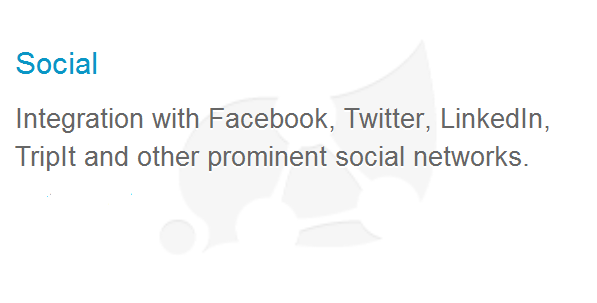 Social
Integration with Facebook, Twitter, LinkedIn,
TripIt and other prominent social networks.